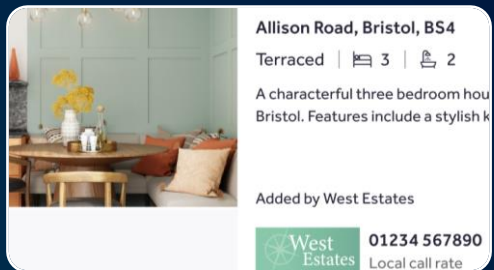 Allison Road, Bristol, BS4
Terraced 3 2
A characterful three bedroom hou
Bristol. Features include a stylish k
Added by West Estates
West
Estates
01234 567890
Local call rate